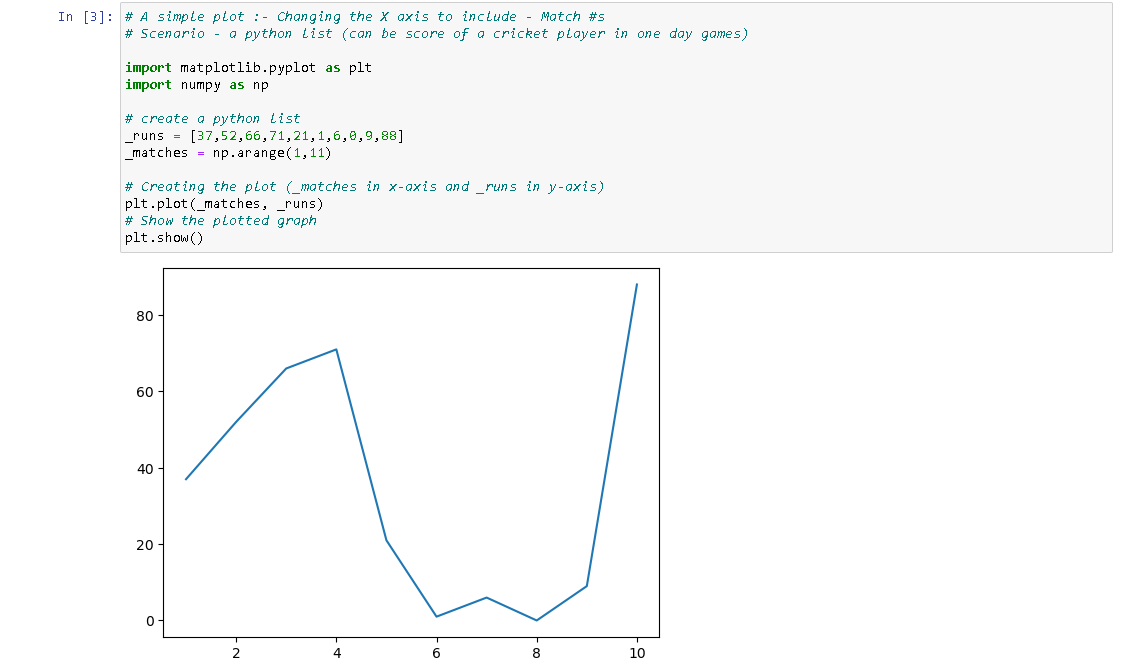 In [3]: # A simple plot :- Changing the X axis to include - Match #s
# Scenario - a python list (can be score of a cricket player in one day games)
import matplotlib.pyplot as plt
import numpy as np
# create a python list
_runs = [37,52,66,71,21,1,6,0,9,88]
_matches = np.arange(1,11)
# Creating the plot (_matches in x-axis and _runs in y-axis)
plt.plot(_matches, _runs)
# Show the plotted graph
plt.show()
80
60
40
20
0
2 4 6 8 10